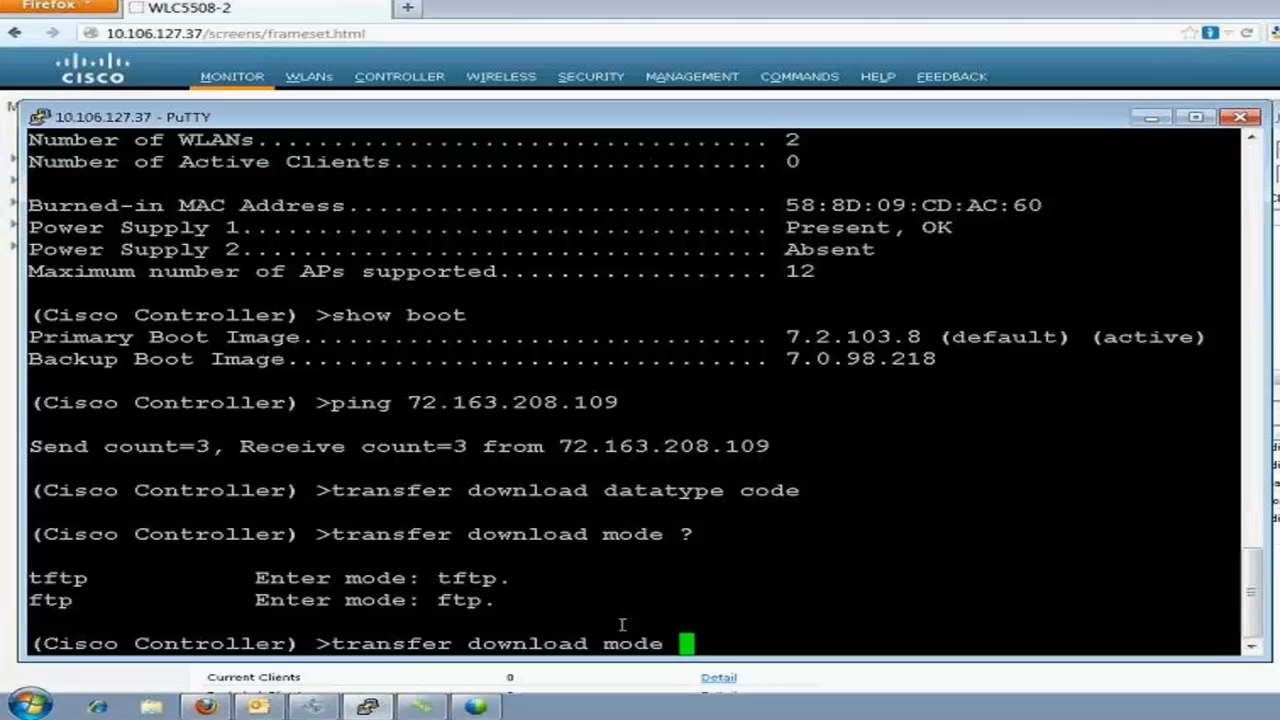 Firefox
WLC5508-2
10.106.127.37/screens/frameset.html
CISCO
MONITOR WLANs CONTROLLER WIRELESS SECURITY MANAGEMENT COMMANDS HELP FEEDBACK
10.106.127.37 - PuTTY
Number of WLANs.................................. 2
Number of Active Clients......................... 0
Burned-in MAC Address............................ 58:8D:09:CD:AC:60
Power Supply 1................................... Present, OK
Power Supply 2................................... Absent
Maximum number of APs supported.................. 12
(Cisco Controller) >show boot
Primary Boot Image............................... 7.2.103.8 (default) (active)
Backup Boot Image................................ 7.0.98.218
(Cisco Controller) >ping 72.163.208.109
Send count=3, Receive count=3 from 72.163.208.109
(Cisco Controller) >transfer download datatype code
(Cisco Controller) >transfer download mode ?
tftp Enter mode: tftp.
ftp Enter mode: ftp.
(Cisco Controller) >transfer download mode
Current Clients 0 Detail